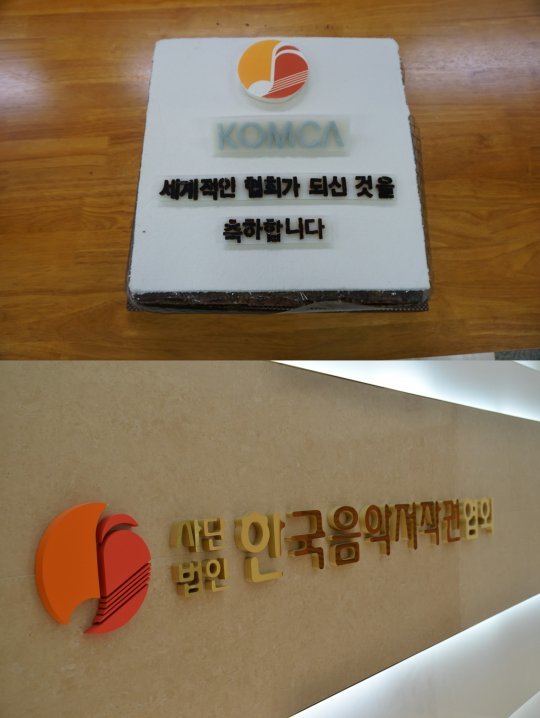 KOMCA
세계적인 협회가 되신 것을
축하합니다
사단
법인
한국음악저작권협회